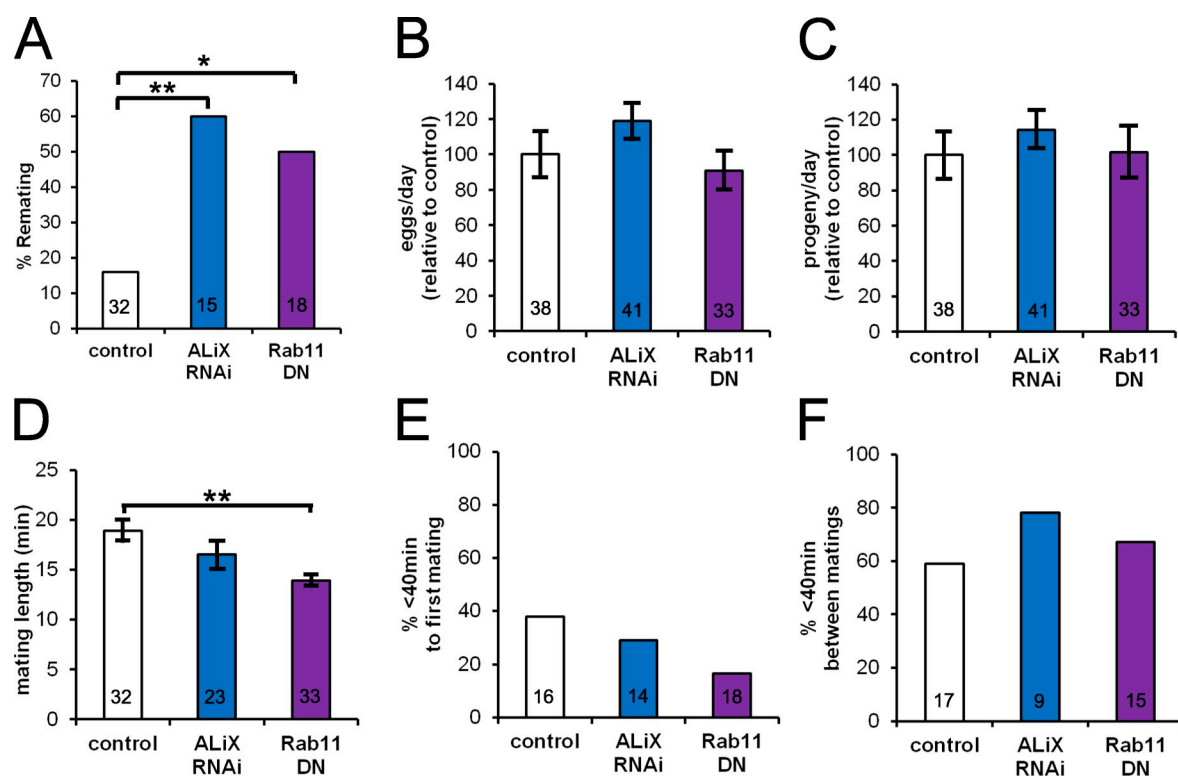 A
% Remating
70
60
50
40
30
20
10
0
**
*
32
15
18
control
ALiX
RNAi
Rab11
DN
B
eggs/day
(relative to control)
140
120
100
80
60
40
20
0
38
41
33
control
ALiX
RNAi
Rab11
DN
C
progeny/day
(relative to control)
140
120
100
80
60
40
20
0
38
41
33
control
ALiX
RNAi
Rab11
DN
D
mating length (min)
25
20
15
10
5
0
**
32
23
33
control
ALiX
RNAi
Rab11
DN
E
% <40min
to first mating
100
80
60
40
20
0
16
14
18
control
ALiX
RNAi
Rab11
DN
F
% <40min
between matings
100
80
60
40
20
0
17
9
15
control
ALiX
RNAi
Rab11
DN